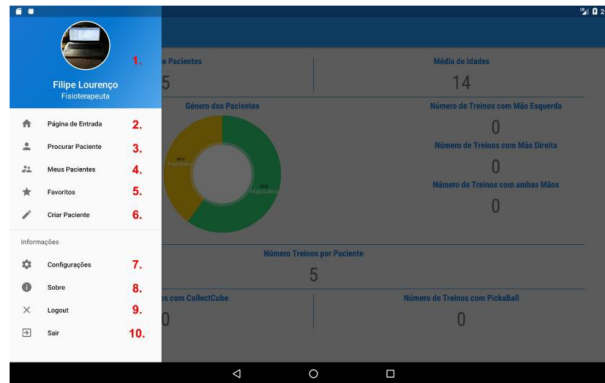 Filipe Lourenço
Fisioterapeuta
1.
Página de Entrada 2.
Procurar Paciente 3.
Meus Pacientes 4.
Favoritos 5.
Criar Paciente 6.
Informações
Configurações 7.
Sobre 8.
Logout 9.
Sair 10.
Pacientes
5
Média de Idades
14
Género dos Pacientes
Número de Treinos com Mão Esquerda
0
Número de Treinos com Mão Direita
0
Número de Treinos com ambas Mãos
0
Número Treinos por Paciente
5
com CollectCube
0
Número de Treinos com PickaBall
0